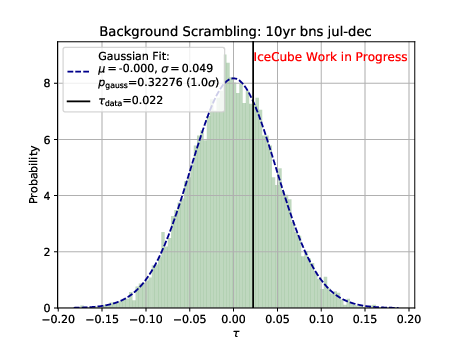 Background Scrambling: 10yr bns jul-dec
Gaussian Fit:
μ = -0.000, σ = 0.049
p_gauss=0.32276 (1.0σ)
τ_data=0.022
IceCube Work in Progress
Probability
8
6
4
2
0
−0.20 −0.15 −0.10 −0.05 0.00 0.05 0.10 0.15 0.20
τ